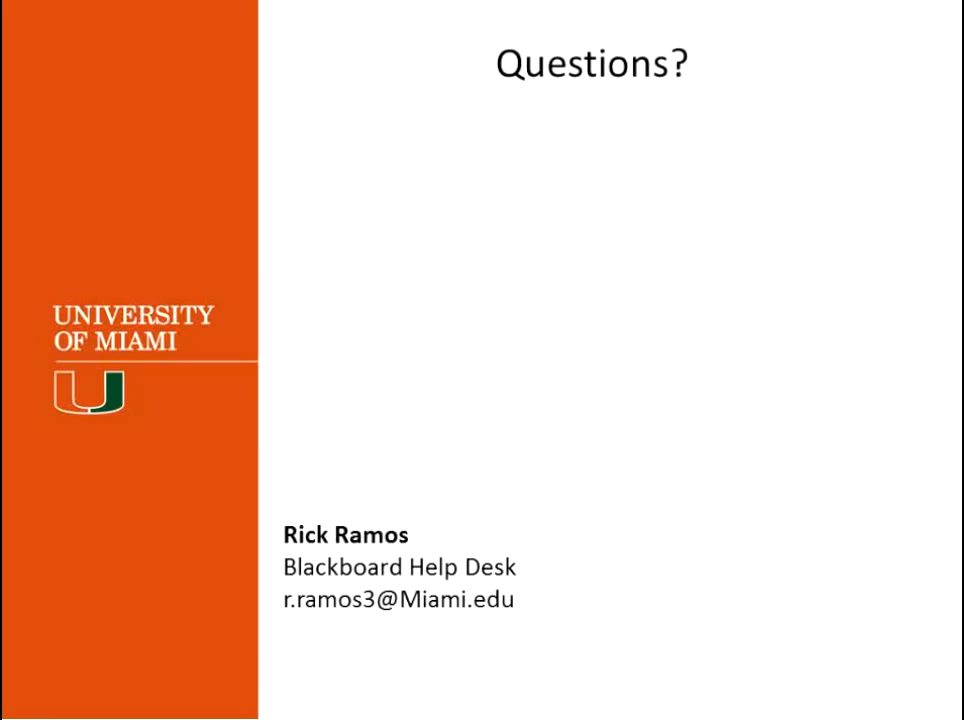 Questions?
UNIVERSITY
OF MIAMI
U
Rick Ramos
Blackboard Help Desk
r.ramos3@Miami.edu